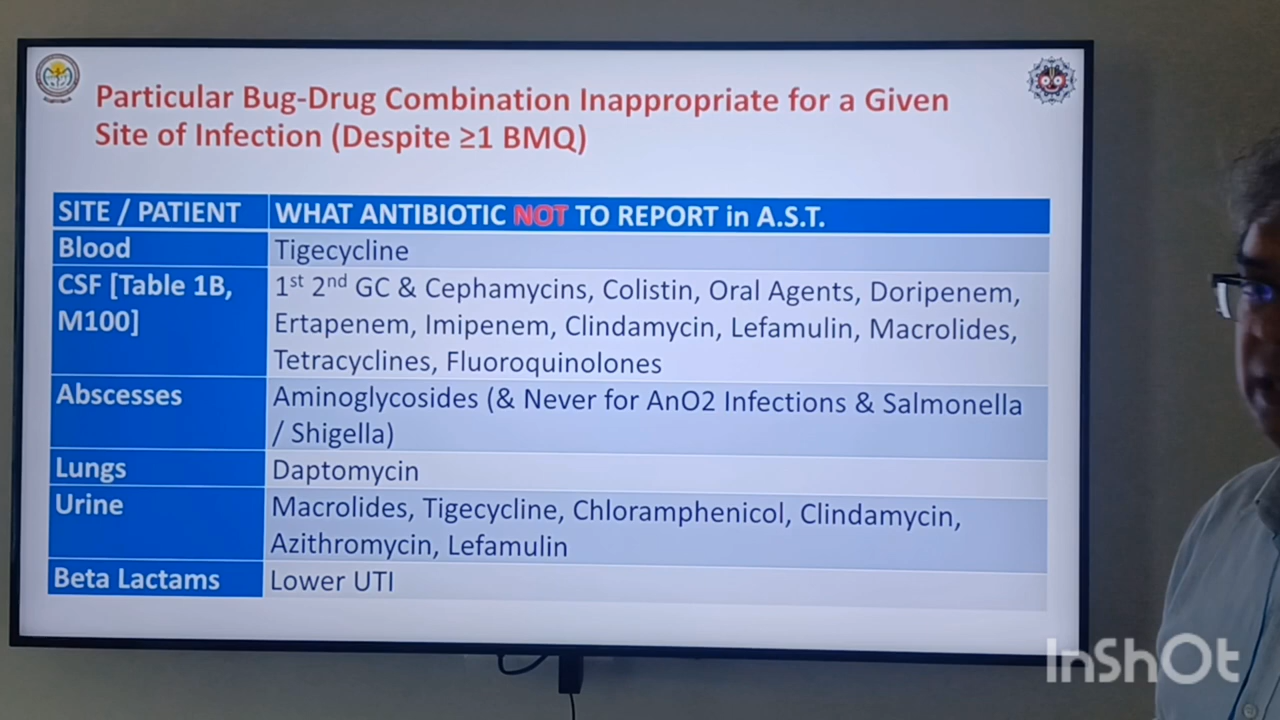 Particular Bug-Drug Combination Inappropriate for a Given
Site of Infection (Despite ≥1 BMQ)
SITE / PATIENT WHAT ANTIBIOTIC NOT TO REPORT in A.S.T.
Blood Tigecycline
CSF [Table 1B, M100] 1st 2nd GC & Cephamycins, Colistin, Oral Agents, Doripenem,
Ertapenem, Imipenem, Clindamycin, Lefamulin, Macrolides,
Tetracyclines, Fluoroquinolones
Abscesses Aminoglycosides (& Never for AnO2 Infections & Salmonella
/ Shigella)
Lungs Daptomycin
Urine Macrolides, Tigecycline, Chloramphenicol, Clindamycin,
Azithromycin, Lefamulin
Beta Lactams Lower UTI
InShOt